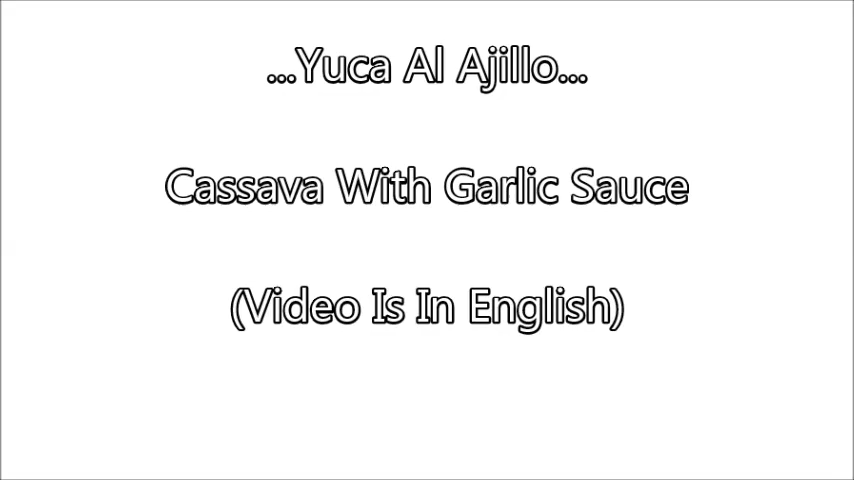 ...Yuca Al Ajillo...
Cassava With Garlic Sauce
(Video Is In English)